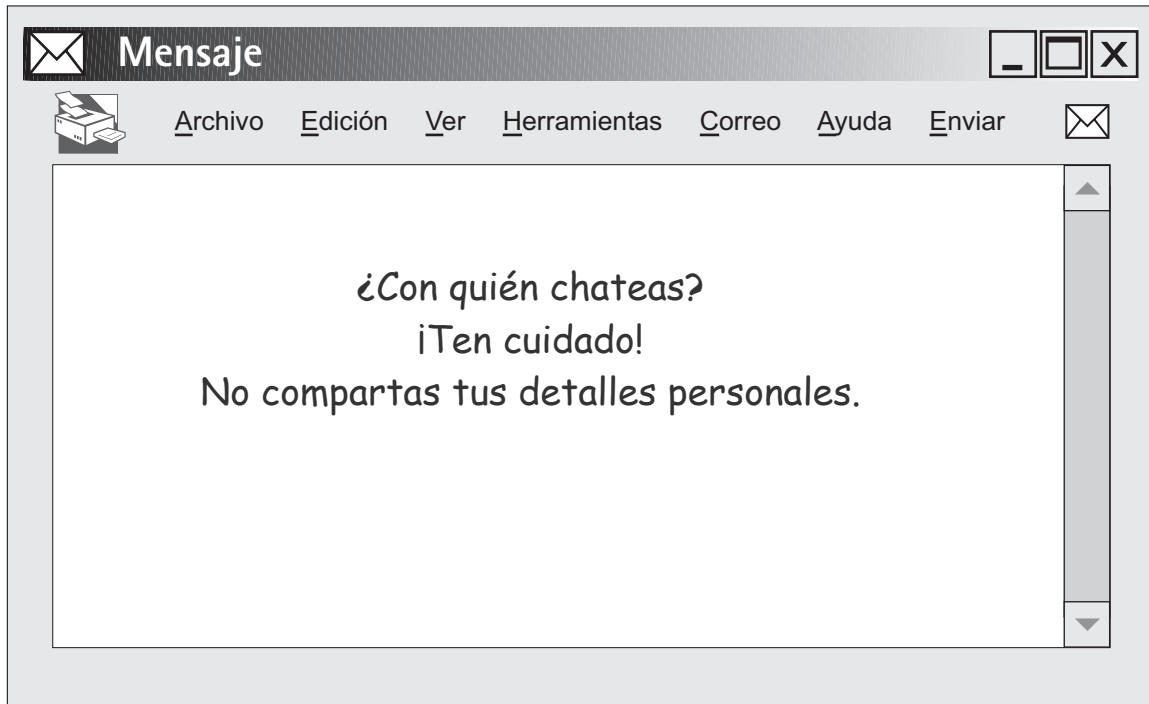 Mensaje
Archivo Edición Ver Herramientas Correo Ayuda Enviar
¿Con quién chateas?
¡Ten cuidado!
No compartas tus detalles personales.